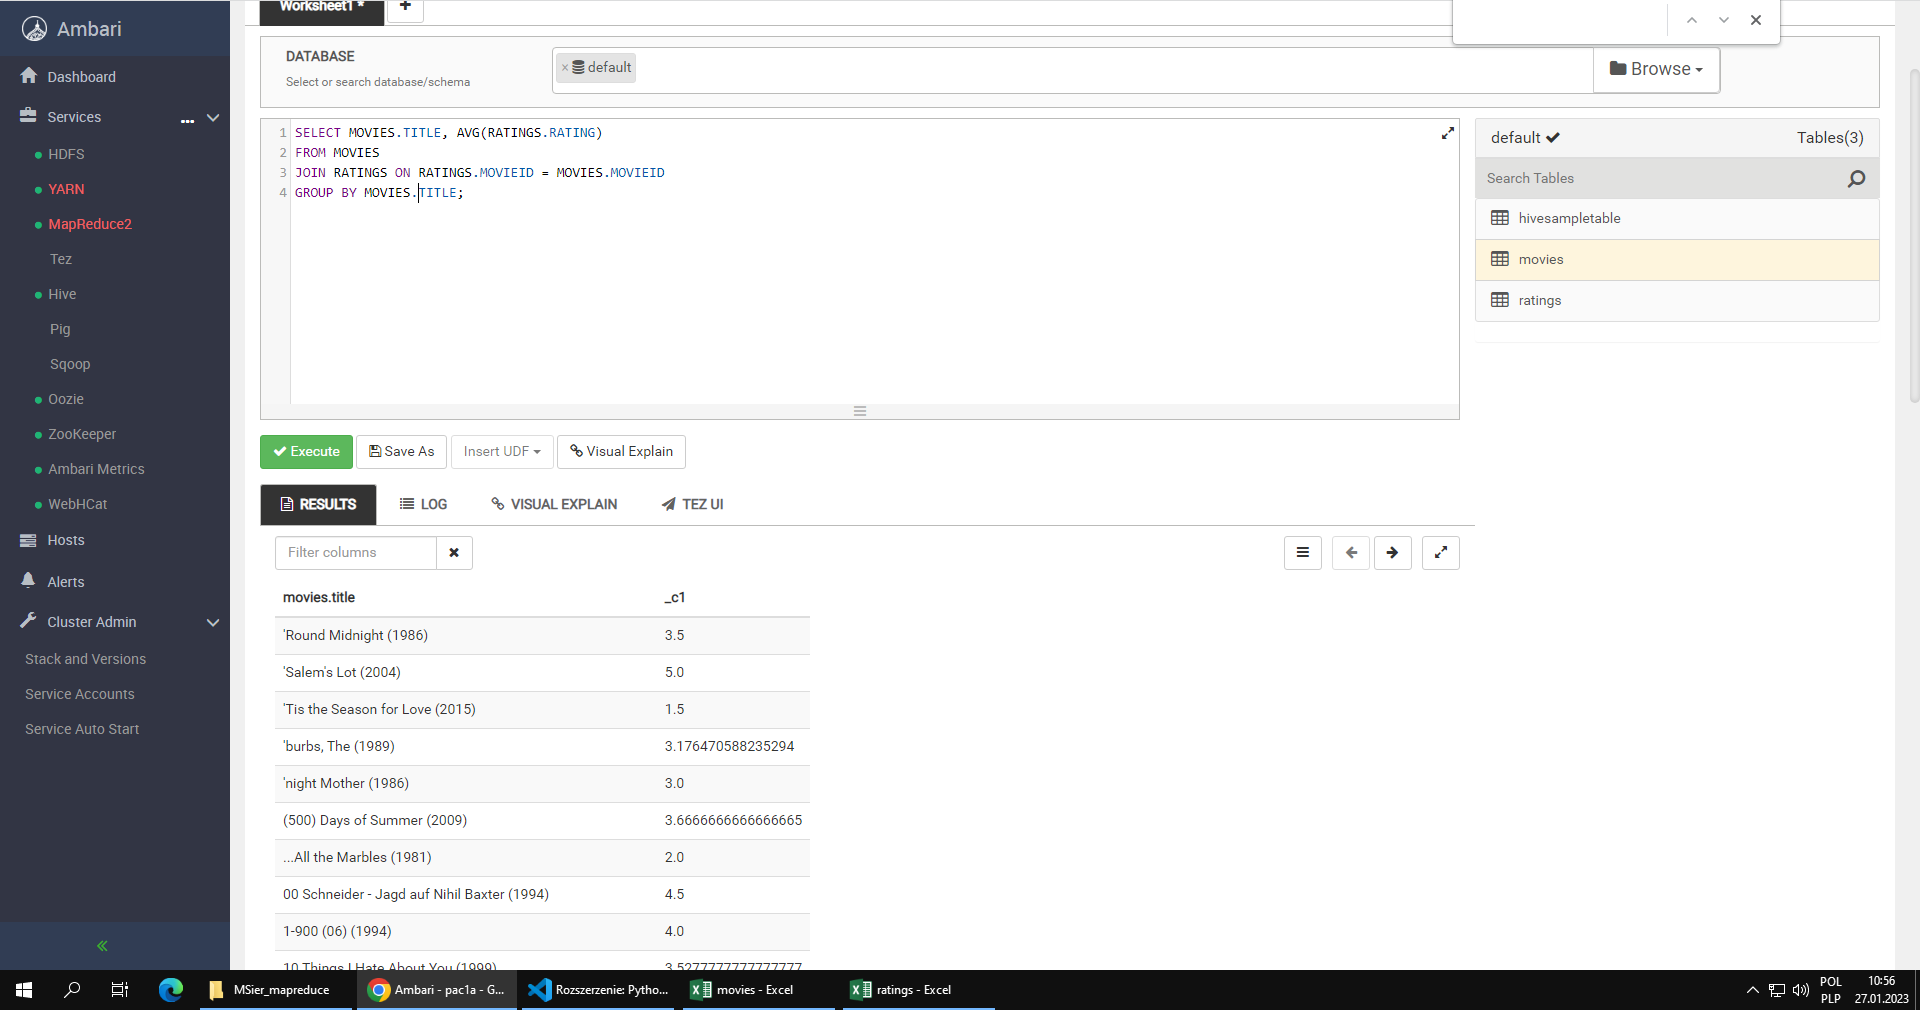 Ambari
Dashboard
Services
...
HDFS
YARN
MapReduce2
Tez
Hive
Pig
Sqoop
Oozie
ZooKeeper
Ambari Metrics
WebHCat
Hosts
Alerts
Cluster Admin
Stack and Versions
Service Accounts
Service Auto Start
«
Worksheet1 *
+
DATABASE
Select or search database/schema
× default
Browse
1 SELECT MOVIES.TITLE, AVG(RATINGS.RATING)
2 FROM MOVIES
3 JOIN RATINGS ON RATINGS.MOVIEID = MOVIES.MOVIEID
4 GROUP BY MOVIES.TITLE;
default Tables(3)
Search Tables
hivesampletable
movies
ratings
Execute Save As Insert UDF Visual Explain
RESULTS LOG VISUAL EXPLAIN TEZ UI
Filter columns
movies.title _c1
'Round Midnight (1986) 3.5
'Salem's Lot (2004) 5.0
'Tis the Season for Love (2015) 1.5
'burbs, The (1989) 3.176470588235294
'night Mother (1986) 3.0
(500) Days of Summer (2009) 3.6666666666666665
...All the Marbles (1981) 2.0
00 Schneider - Jagd auf Nihil Baxter (1994) 4.5
1-900 (06) (1994) 4.0
10 Things I Hate About You (1999) 3.5277777777777777
MSier_mapreduce
Ambari - pac1a - G...
Rozszerzenie: Pytho...
movies - Excel
ratings - Excel
POL
PLP
10:56
27.01.2023